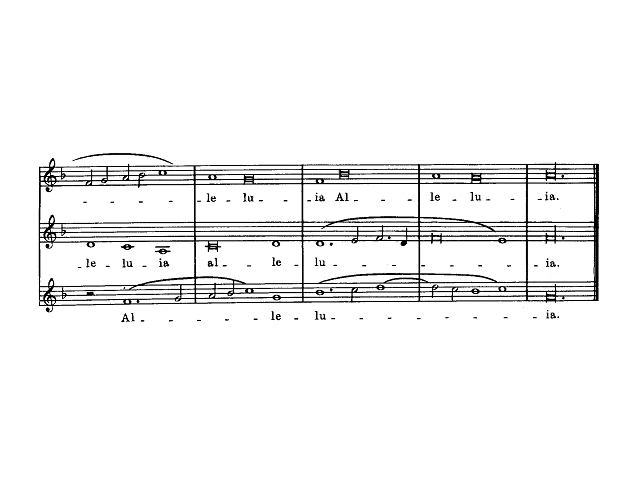 - - - - - le - lu - - ia Al - - - le - lu - - ia.
- le - lu - ia al - - le - lu - - - - - - - ia.
Al - - - - - le - lu - - - - - - - - ia.